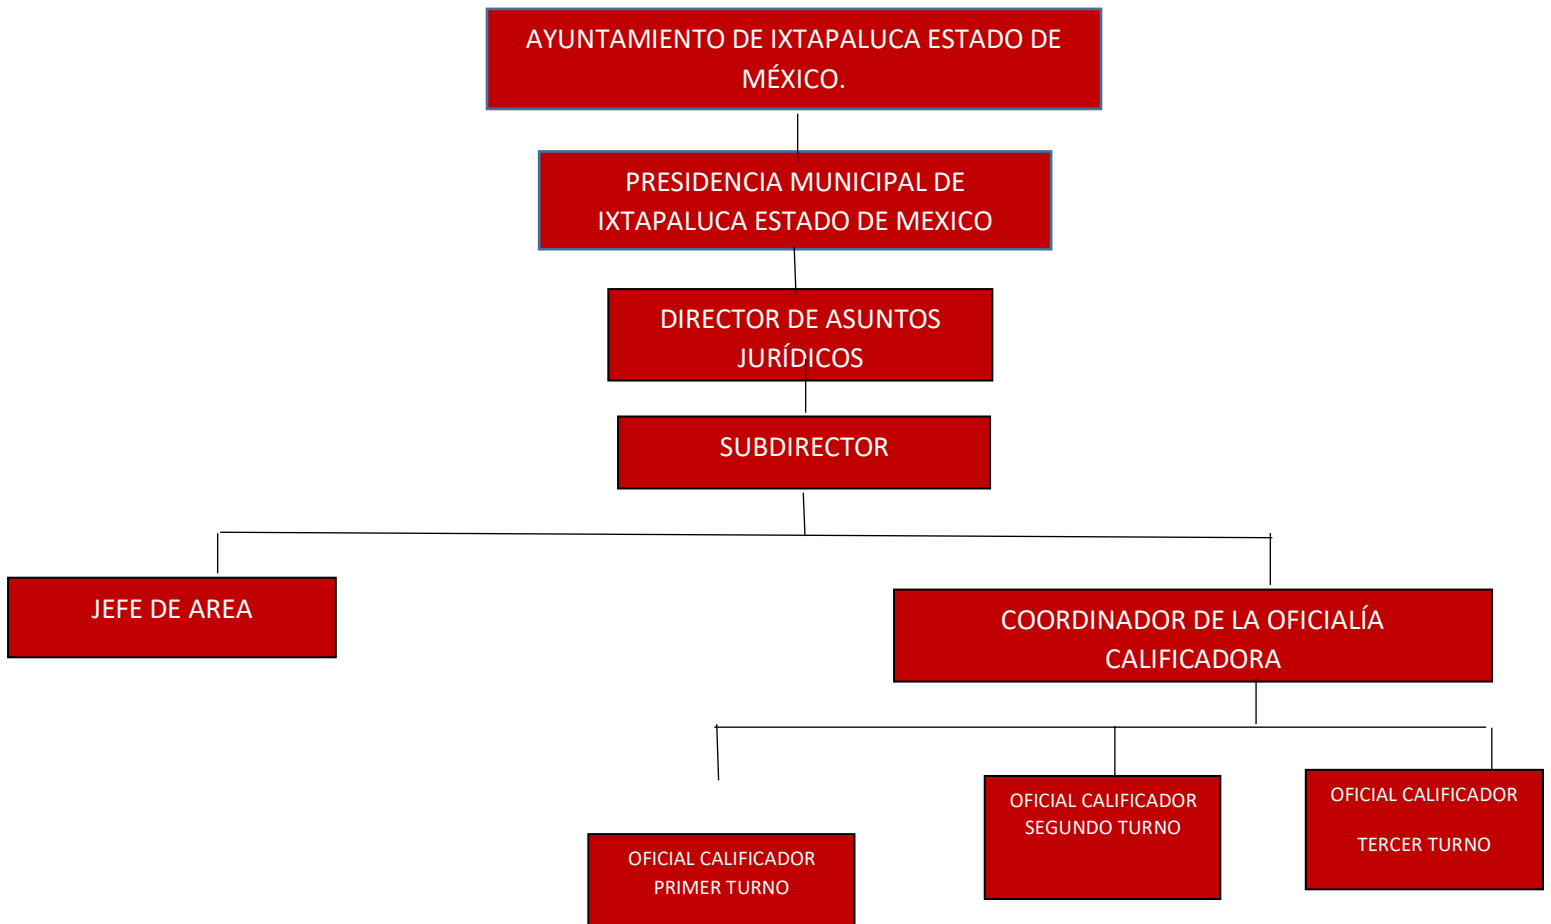 AYUNTAMIENTO DE IXTAPALUCA ESTADO DE
MÉXICO.
PRESIDENCIA MUNICIPAL DE
IXTAPALUCA ESTADO DE MEXICO
DIRECTOR DE ASUNTOS
JURÍDICOS
SUBDIRECTOR
JEFE DE AREA
COORDINADOR DE LA OFICIALÍA
CALIFICADORA
OFICIAL CALIFICADOR
PRIMER TURNO
OFICIAL CALIFICADOR
SEGUNDO TURNO
OFICIAL CALIFICADOR
TERCER TURNO